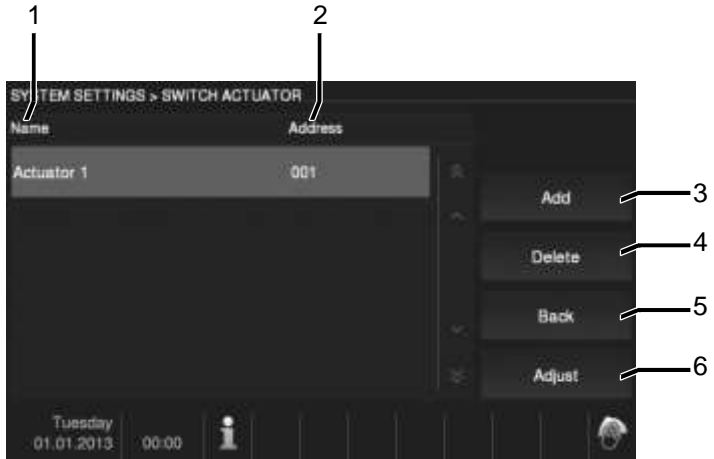 1 2
SYSTEM SETTINGS > SWITCH ACTUATOR
Name Address
Actuator 1 001
Add 3
Delete 4
Back 5
Adjust 6
Tuesday
01.01.2013 00:00 i